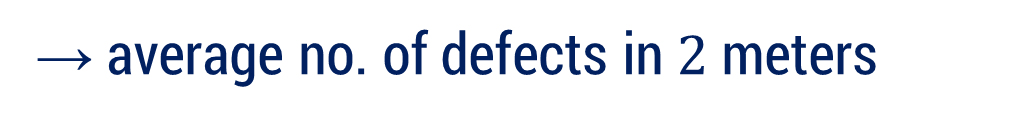 → average no. of defects in 2 meters